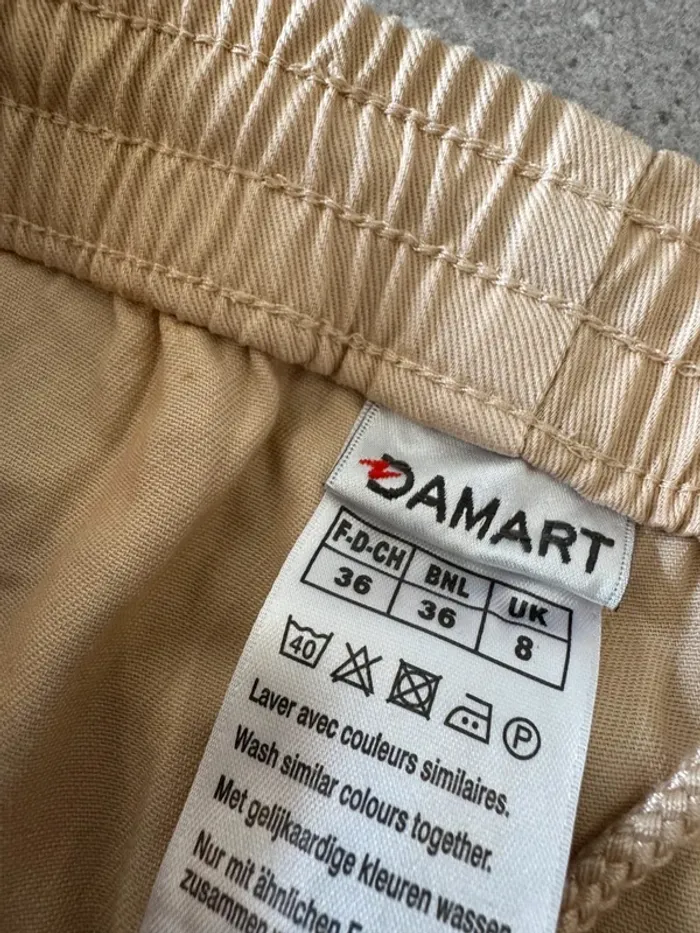 DAMART
F-D-CH BNL UK
36 36 8
40 P
Laver avec couleurs similaires.
Wash similar colours together.
Met gelijkaardige kleuren wassen
Nur mit ähnlichen
zusammen